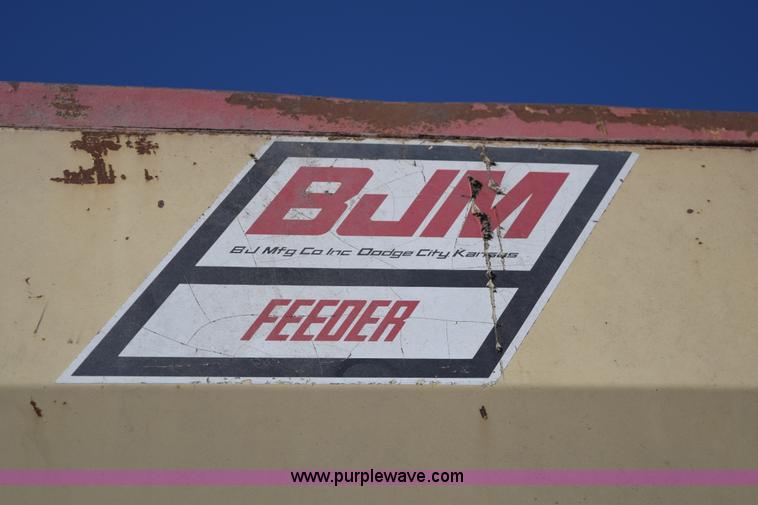 BJM
BJ Mfg Co Inc Dodge City Kansas
FEEDER
www.purplewave.com